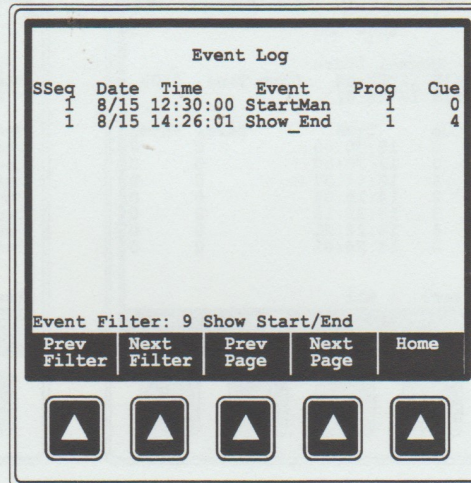 Event Log
SSeq Date Time Event Prog Cue
1 8/15 12:30:00 StartMan 1 0
1 8/15 14:26:01 Show_End 1 4
Event Filter: 9 Show Start/End
Prev Filter Next Filter Prev Page Next Page Home